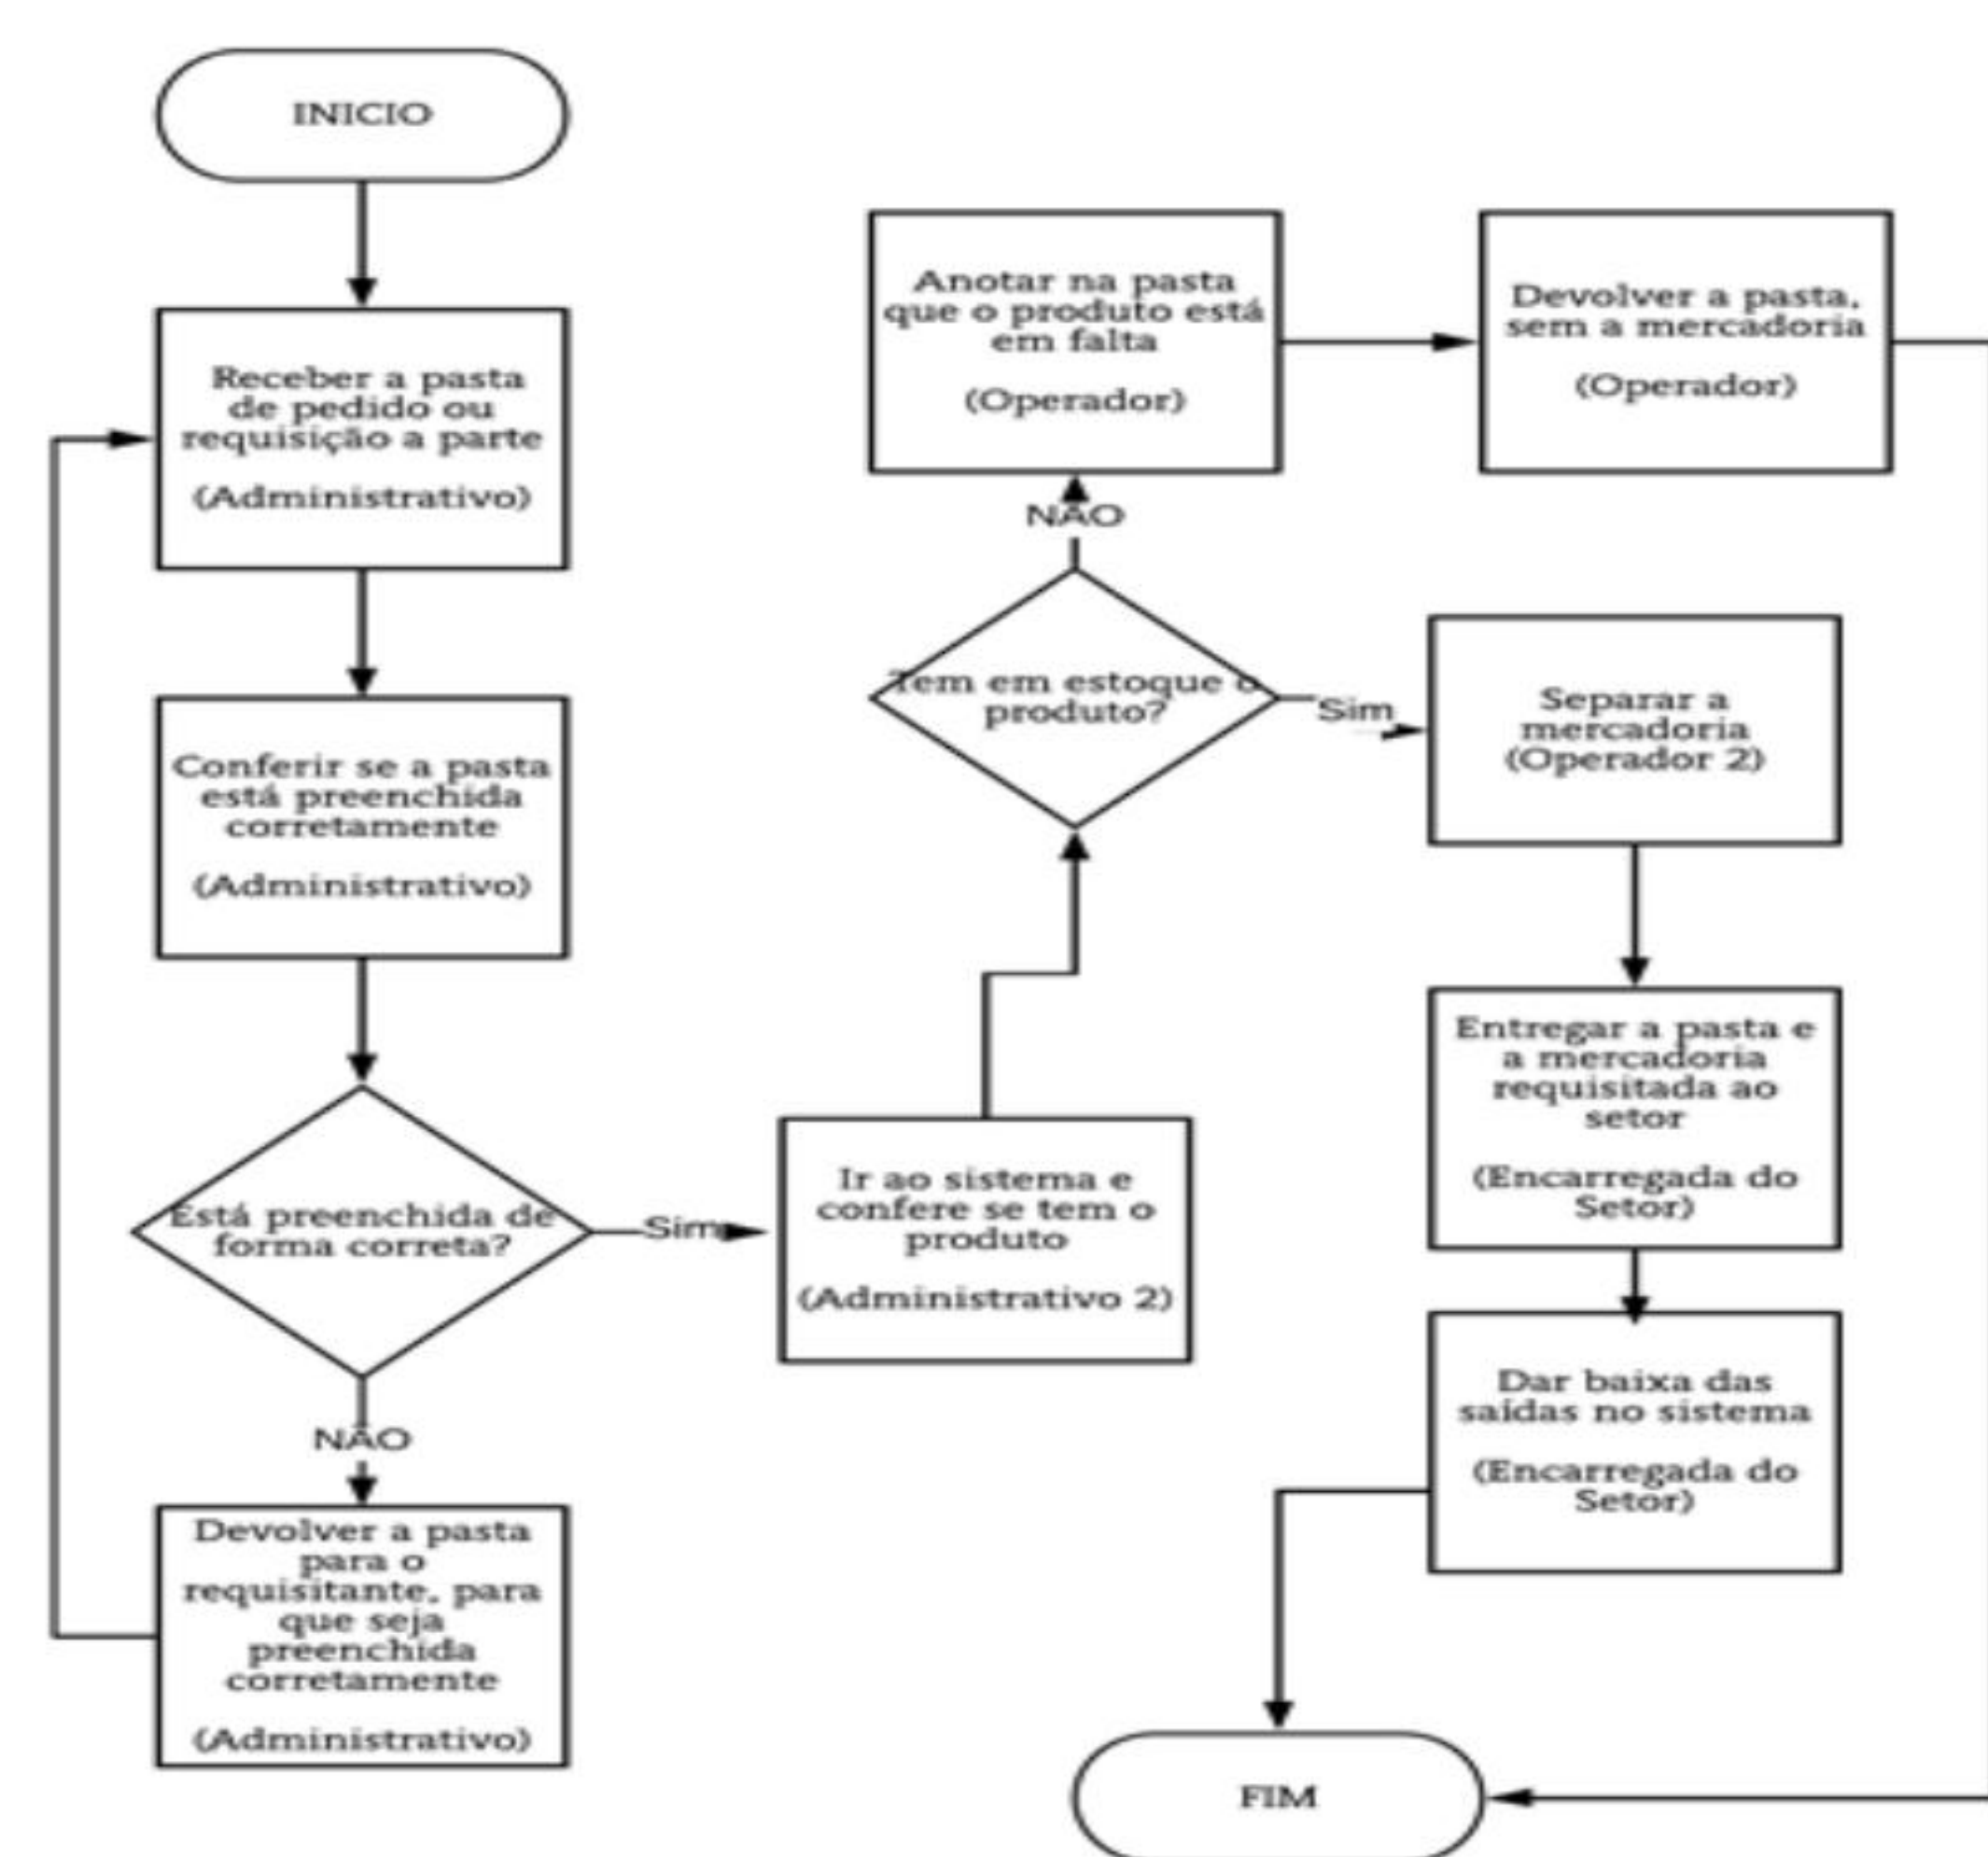 INICIO
Receber a pasta
de pedido ou
requisição a parte
(Administrativo)
Conferir se a pasta
está preenchida
corretamente
(Administrativo)
Está preenchida de
forma correta?
Sim
NÃO
Devolver a pasta
para o
requisitante, para
que seja
preenchida
corretamente
(Administrativo)
Ir ao sistema e
confere se tem o
produto
(Administrativo 2)
Tem em estoque o
produto?
NÃO
Anotar na pasta
que o produto está
em falta
(Operador)
Devolver a pasta,
sem a mercadoria
(Operador)
Sim
Separar a
mercadoria
(Operador 2)
Entregar a pasta e
a mercadoria
requisitada ao
setor
(Encarregada do
Setor)
Dar baixa das
saídas no sistema
(Encarregada do
Setor)
FIM